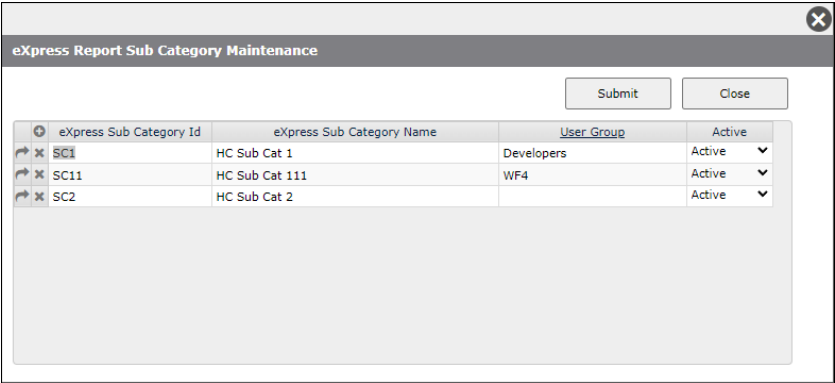 eXpress Report Sub Category Maintenance
Submit Close
eXpress Sub Category Id eXpress Sub Category Name User Group Active
SC1 HC Sub Cat 1 Developers Active
SC11 HC Sub Cat 111 WF4 Active
SC2 HC Sub Cat 2 Active